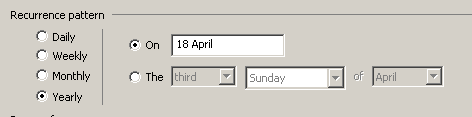 Recurrence pattern
Daily
Weekly
Monthly
Yearly
On 18 April
The third Sunday of April